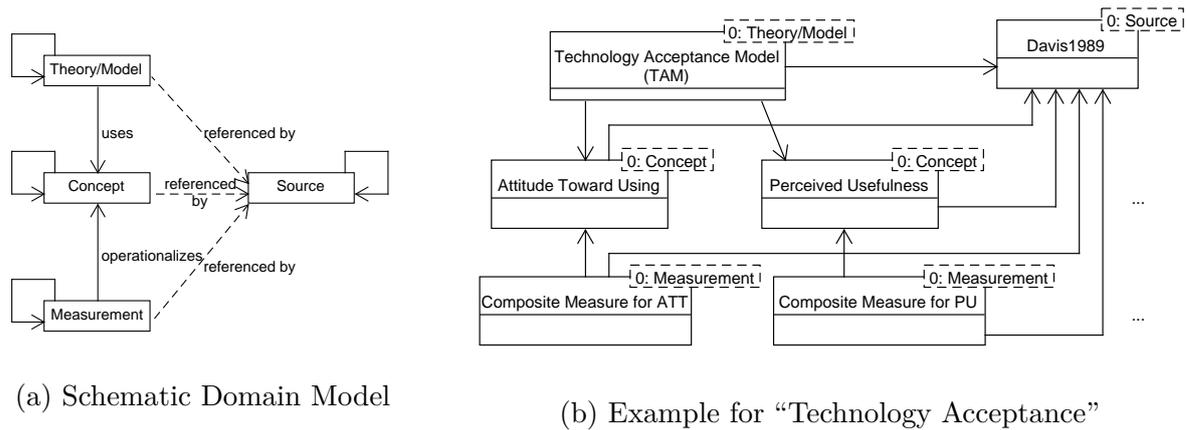 Theory/Model
uses
referenced by
Concept
referenced
by
Source
operationalizes
referenced by
Measurement
(a) Schematic Domain Model
0: Theory/Model
Technology Acceptance Model
(TAM)
0: Source
Davis1989
0: Concept
Attitude Toward Using
0: Concept
Perceived Usefulness
...
0: Measurement
Composite Measure for ATT
0: Measurement
Composite Measure for PU
...
(b) Example for “Technology Acceptance”